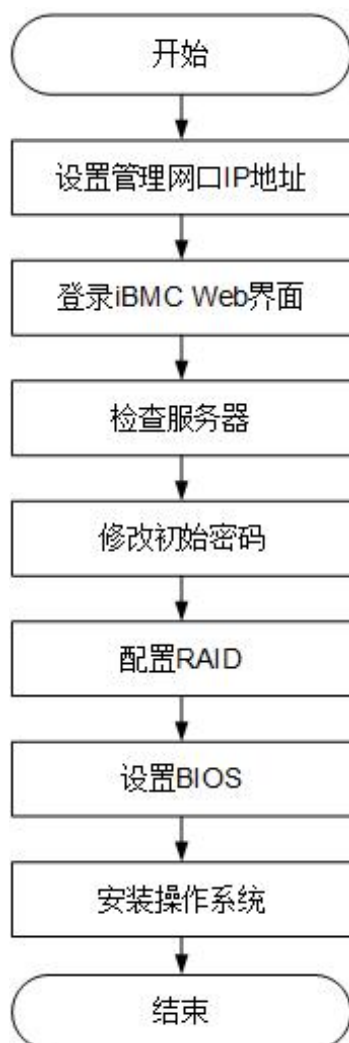 开始
设置管理网口IP地址
登录iBMC Web界面
检查服务器
修改初始密码
配置RAID
设置BIOS
安装操作系统
结束